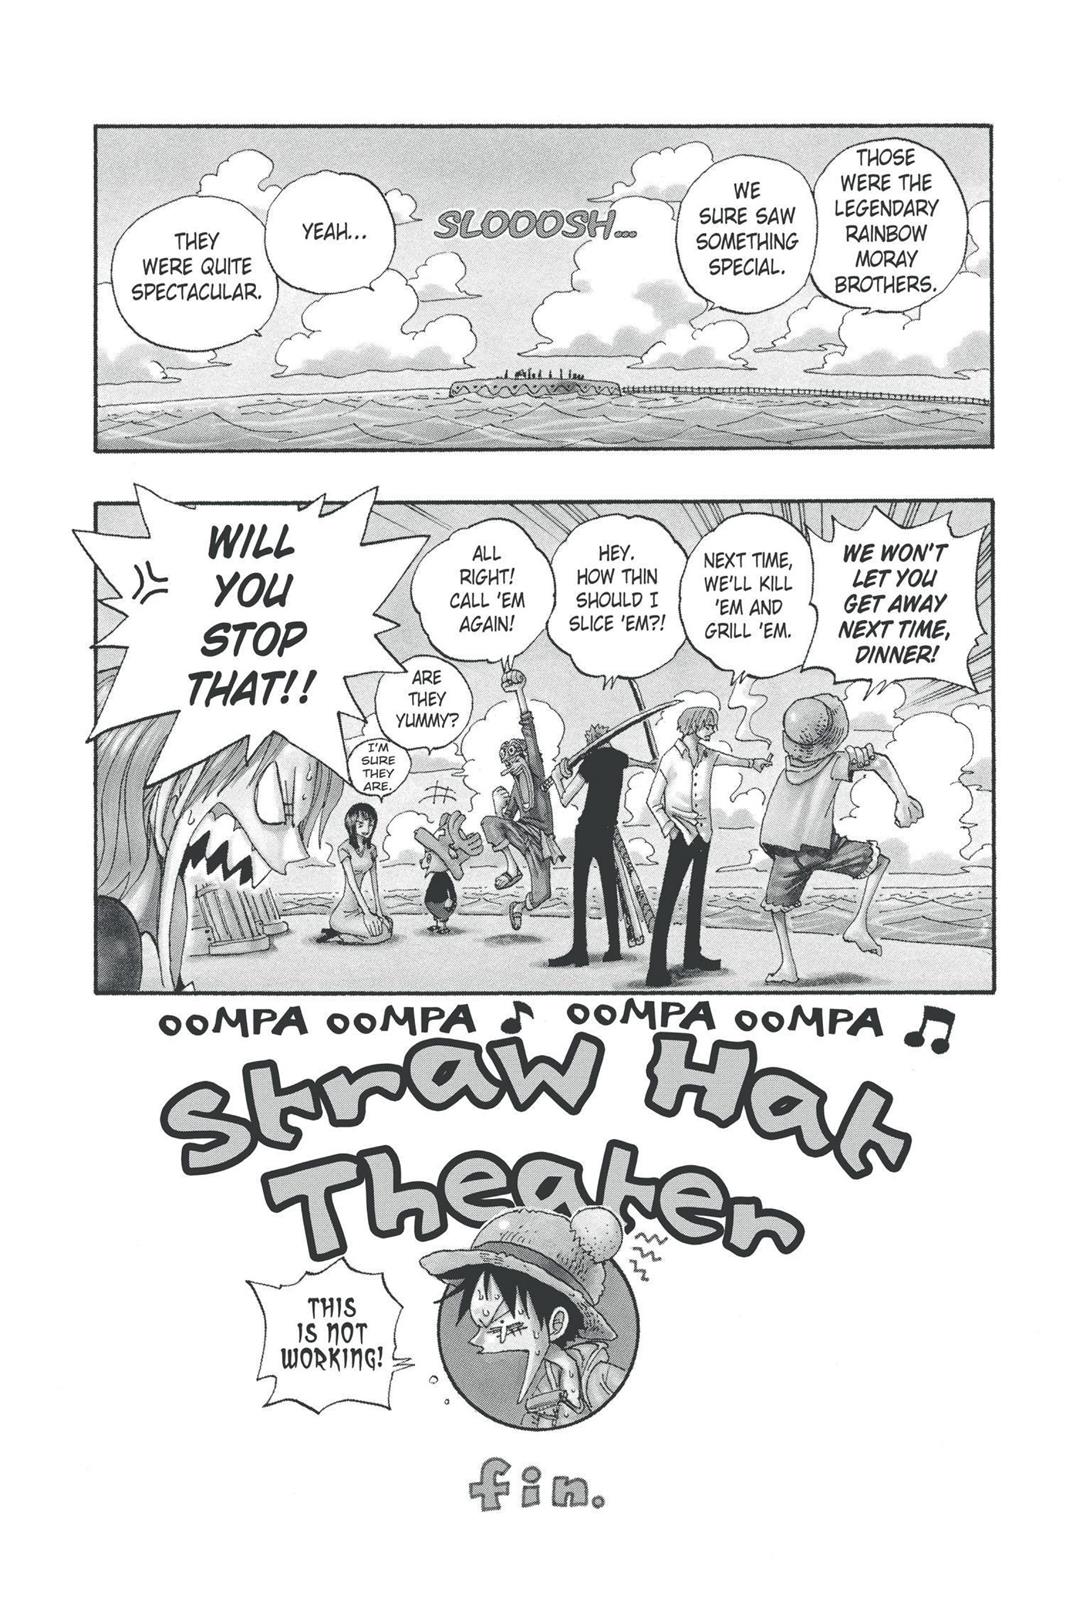 THOSE
WERE THE
LEGENDARY
RAINBOW
MORAY
BROTHERS.
WE
SURE SAW
SOMETHING
SPECIAL.
SLOOOSH...
YEAH...
THEY
WERE QUITE
SPECTACULAR.
WE WON'T
LET YOU
GET AWAY
NEXT TIME,
DINNER!
NEXT TIME,
WE'LL KILL
'EM AND
GRILL 'EM.
HEY.
HOW THIN
SHOULD I
SLICE 'EM?!
ALL
RIGHT!
CALL 'EM
AGAIN!
ARE
THEY
YUMMY?
I'M
SURE
THEY
ARE.
WILL
YOU
STOP
THAT!!
OOMPA OOMPA OOMPA OOMPA
Straw Hat
Theater
THIS
IS NOT
WORKING!
fin.